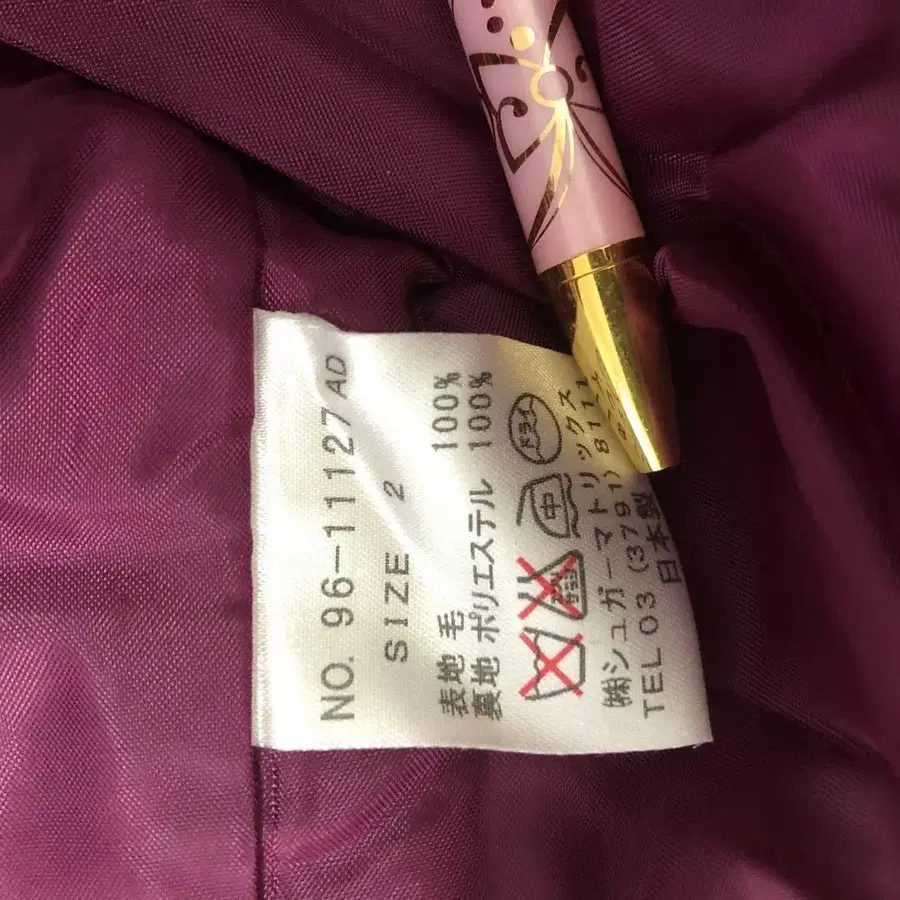 NO. 96-11127 AD
SIZE 2
表地 毛 100%
裏地 ポリエステル 100%
ドライ
中
㈱シュガーマトリックス
TEL 03 (3791) 8111
日本製